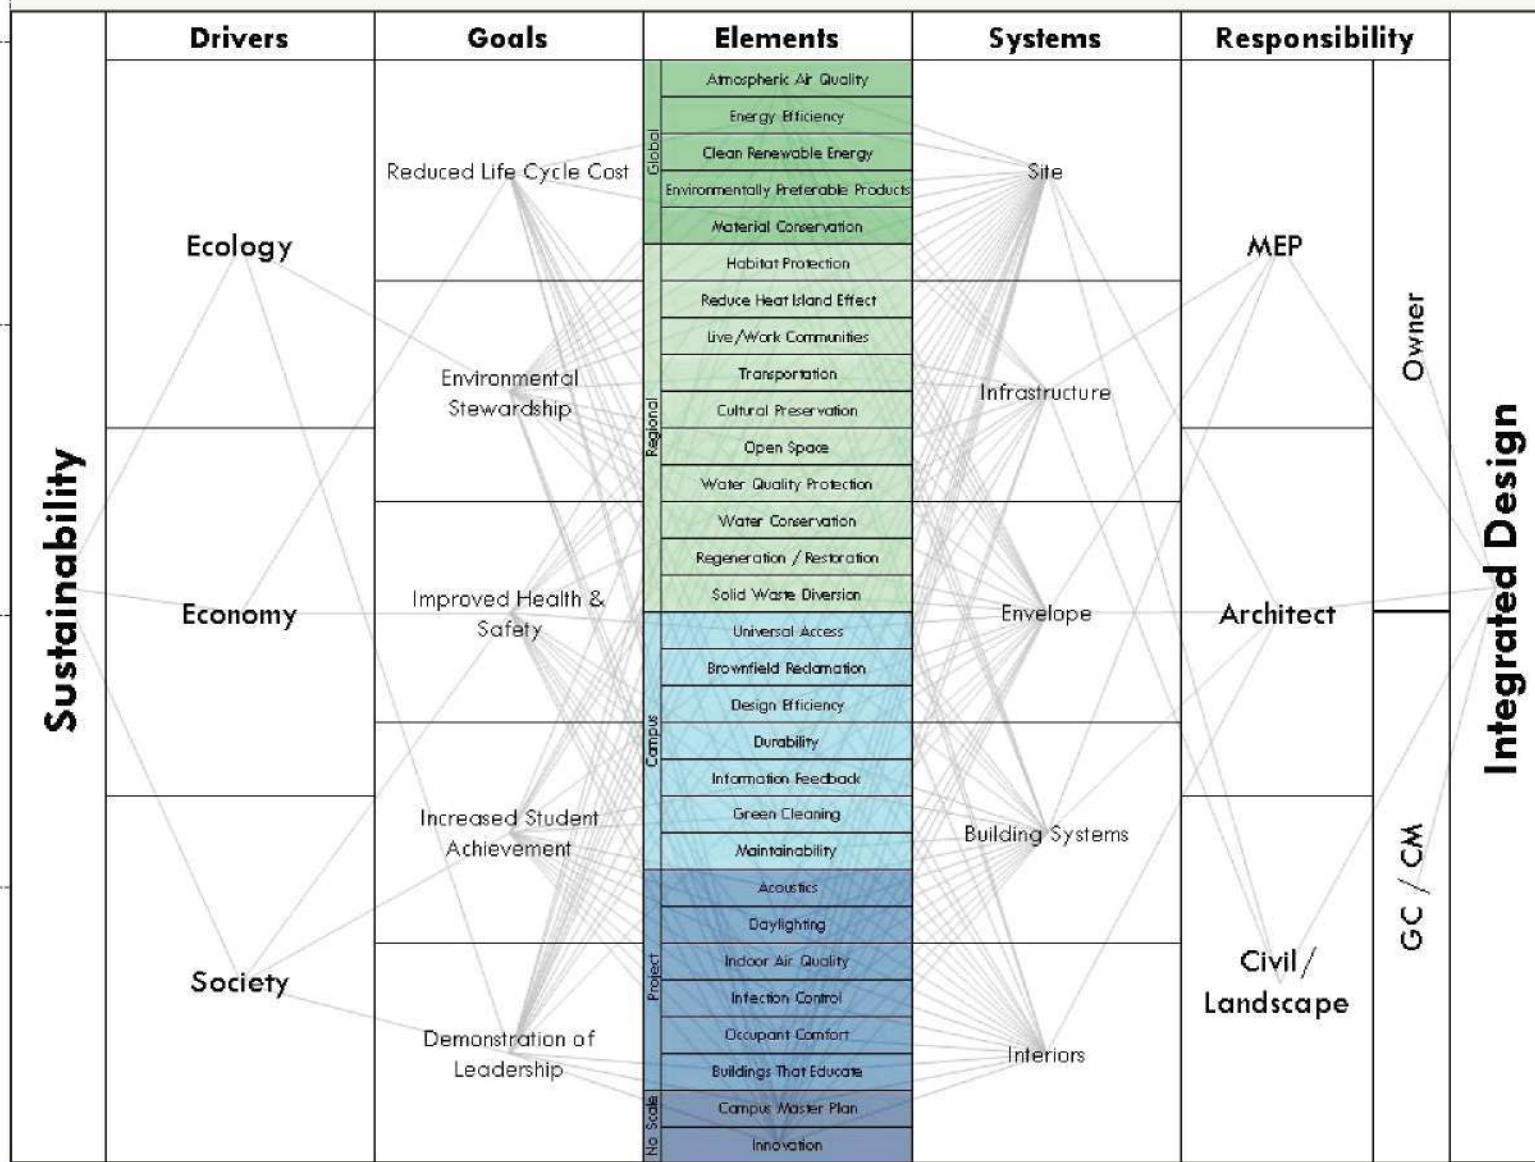 Drivers
Goals
Elements
Systems
Responsibility
Sustainability
Ecology
Economy
Society
Reduced Life Cycle Cost
Environmental
Stewardship
Improved Health &
Safety
Increased Student
Achievement
Demonstration of
Leadership
Global
Atmospheric Air Quality
Energy Efficiency
Clean Renewable Energy
Environmentally Preferable Products
Material Conservation
Regional
Habitat Protection
Reduce Heat Island Effect
Live/Work Communities
Transportation
Cultural Preservation
Open Space
Water Quality Protection
Water Conservation
Regeneration / Restoration
Solid Waste Diversion
Campus
Universal Access
Brownfield Reclamation
Design Efficiency
Durability
Information Feedback
Green Cleaning
Maintainability
Project
Acoustics
Daylighting
Indoor Air Quality
Infection Control
Occupant Comfort
Buildings That Educate
No Scale
Campus Master Plan
Innovation
Site
Infrastructure
Envelope
Building Systems
Interiors
MEP
Architect
Civil/
Landscape
Owner
GC / CM
Integrated Design